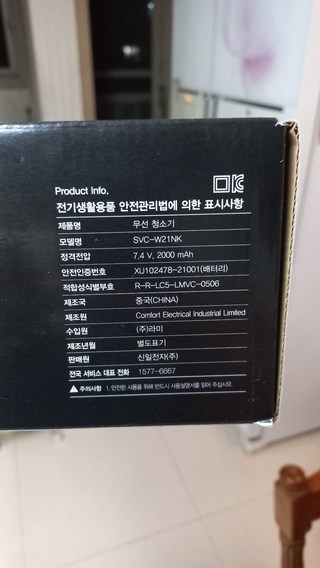 Product Info.
전기생활용품 안전관리법에 의한 표시사항
제품명 무선 청소기
모델명 SVC-W21NK
정격전압 7.4 V, 2000 mAh
안전인증번호 XU102478-21001(배터리)
적합성식별부호 R-R-LC5-LMVC-0506
제조국 중국(CHINA)
제조원 Comfort Electrical Industrial Limited
수입원 (주)라미
제조년월 별도표기
판매원 신일전자(주)
전국 서비스 대표 전화 1577-6667
주의사항 1. 안전한 사용을 위해 반드시 사용설명서를 읽어 주십시오.